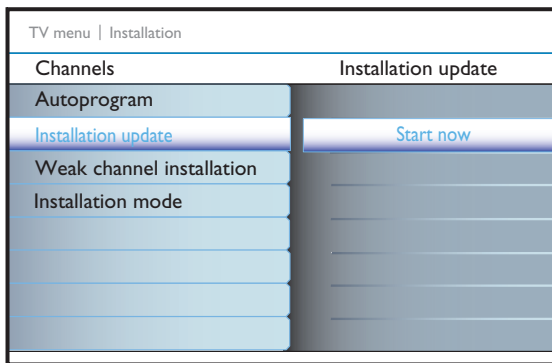 TV menu | Installation
Channels
Installation update
Autoprogram
Installation update
Start now
Weak channel installation
Installation mode